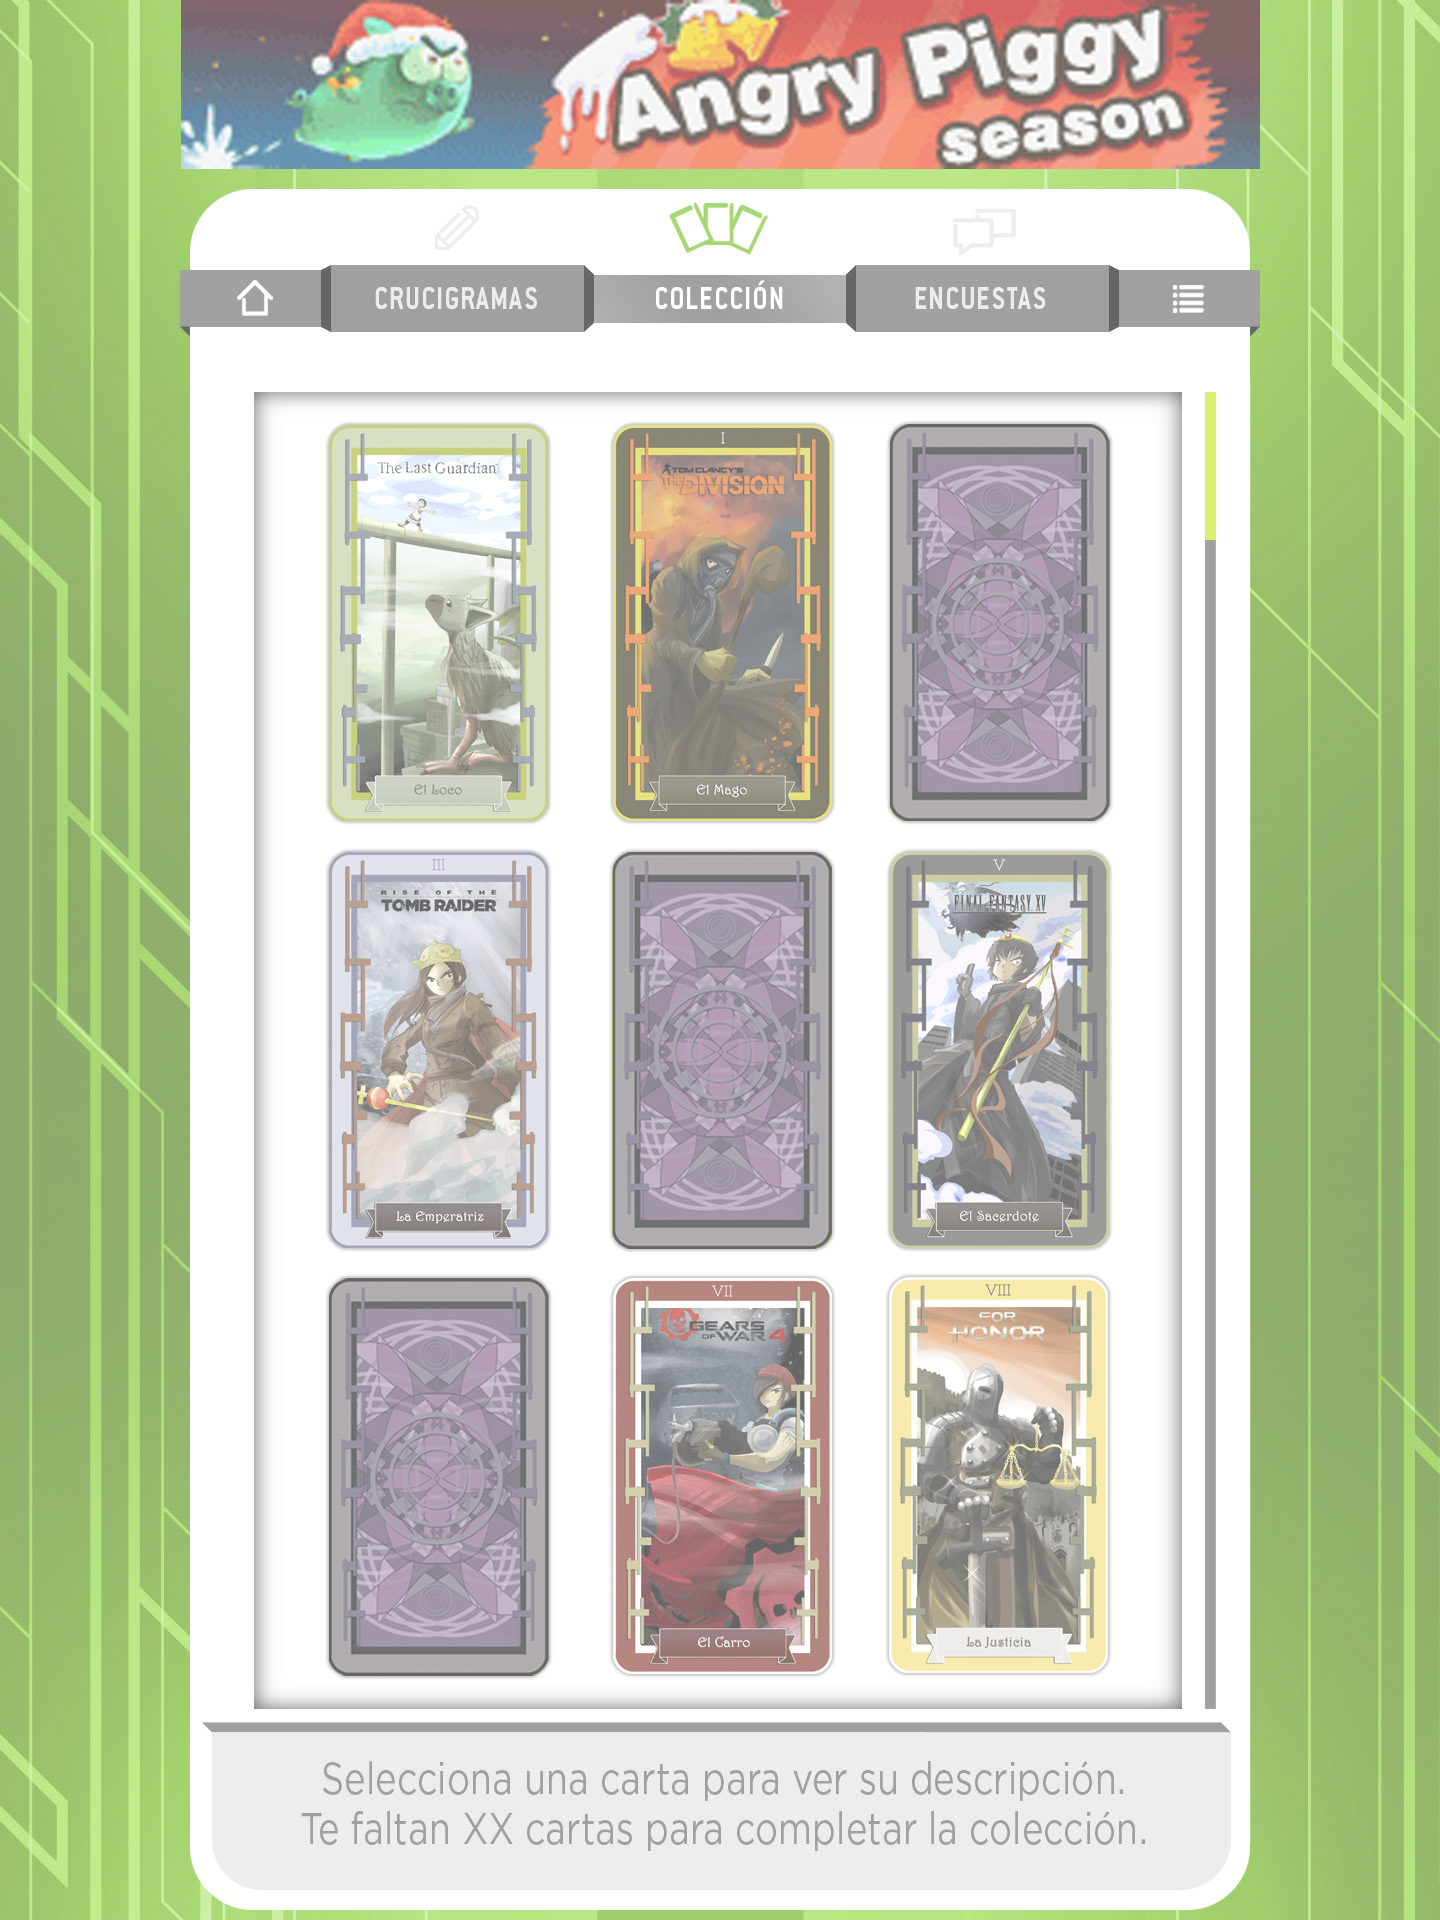 Angry Piggy
season
CRUCIGRAMAS
COLECCIÓN
ENCUESTAS
The Last Guardian
El Loco
I
TOM CLANCY'S
THE DIVISION
El Mago
III
RISE OF THE
TOMB RAIDER
La Emperatriz
V
FINAL FANTASY XV
El Sacerdote
VII
GEARS
OF WAR 4
El Carro
VIII
FOR
HONOR
La Justicia
Selecciona una carta para ver su descripción.
Te faltan XX cartas para completar la colección.